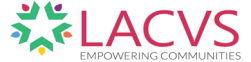 LACVS
EMPOWERING COMMUNITIES